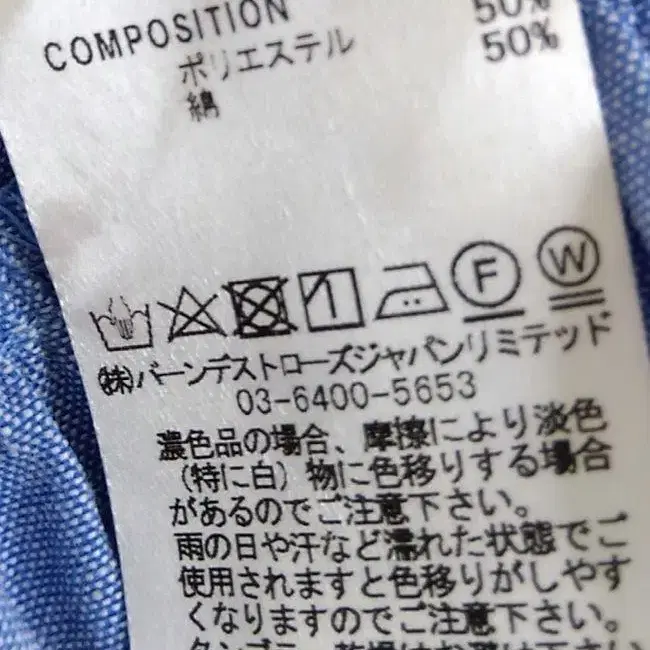 COMPOSITION
ポリエステル 50%
綿 50%
F W
(株)バーンデストローズジャパンリミテッド
03-6400-5653
濃色品の場合、摩擦により淡色
(特に白)物に色移りする場合
があるのでご注意下さい。
雨の日や汗など濡れた状態でご
使用されますと色移りがしやす
くなりますのでご注意下さい。